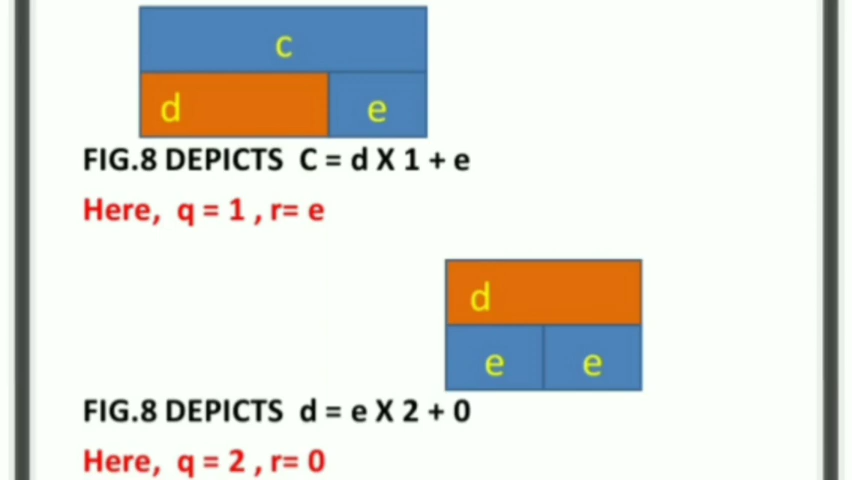 c
d e
FIG.8 DEPICTS C = d X 1 + e
Here, q = 1 , r= e
d
e e
FIG.8 DEPICTS d = e X 2 + 0
Here, q = 2 , r= 0